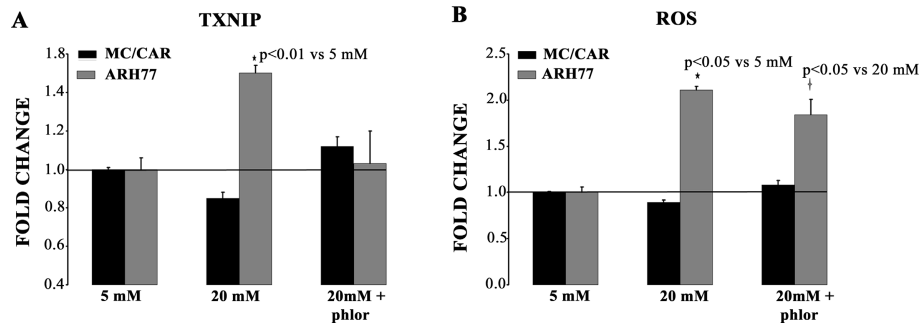 A
TXNIP
1.8
1.6
1.4
1.2
1.0
0.8
0.6
0.4
FOLD CHANGE
MC/CAR
ARH77
* p<0.01 vs 5 mM
5 mM
20 mM
20mM +
phlor
B
ROS
2.5
2.0
1.5
1.0
0.5
0.0
FOLD CHANGE
MC/CAR
ARH77
p<0.05 vs 5 mM
*
p<0.05 vs 20 mM
†
5 mM
20 mM
20mM +
phlor